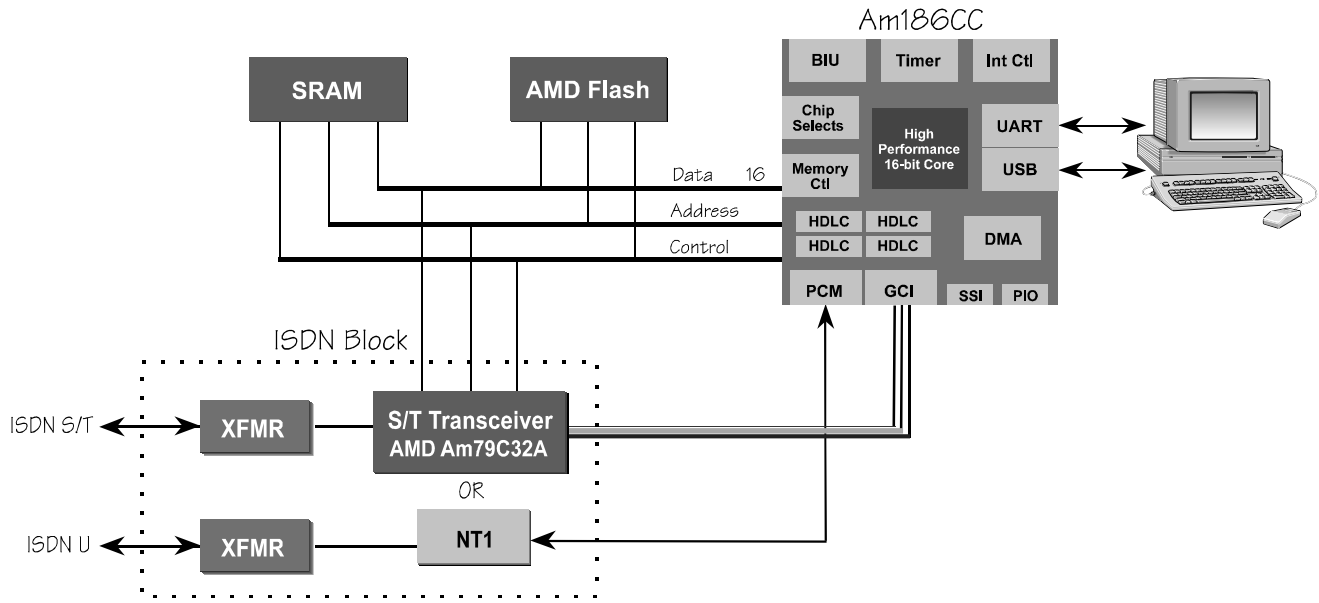 Am186CC
SRAM
AMD Flash
BIU
Timer
Int Ctl
Chip
Selects
High
Performance
16-bit Core
UART
USB
Memory
Ctl
Data 16
Address
Control
HDLC
HDLC
HDLC
HDLC
DMA
PCM
GCI
SSI
PIO
ISDN Block
ISDN S/T
XFMR
S/T Transceiver
AMD Am79C32A
OR
ISDN U
XFMR
NT1